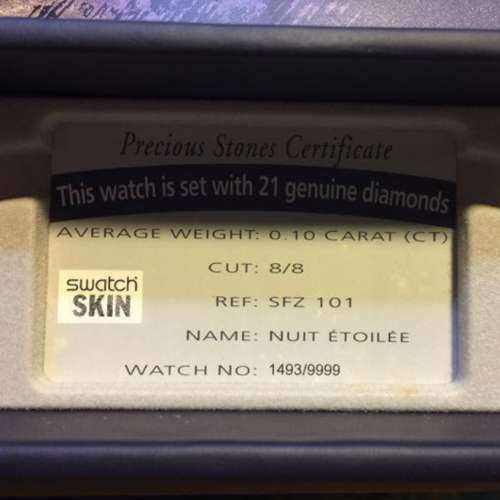 Precious Stones Certificate
This watch is set with 21 genuine diamonds
AVERAGE WEIGHT: 0.10 CARAT (CT)
CUT: 8/8
swatch
SKIN
REF: SFZ 101
NAME: NUIT ÉTOILÉE
WATCH NO: 1493/9999